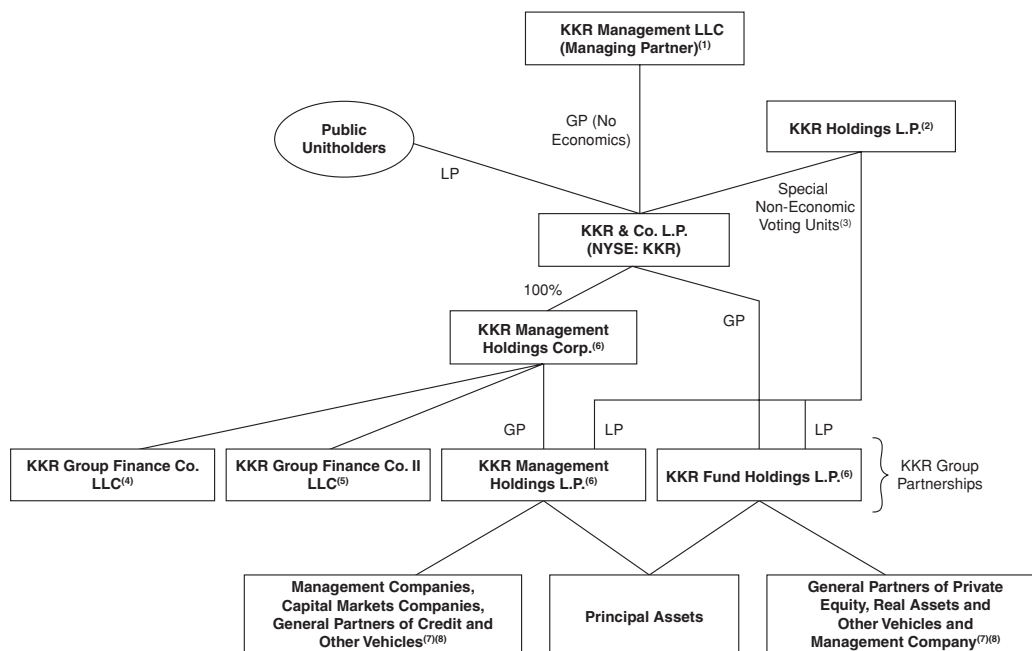 KKR Management LLC
(Managing Partner)(1)
Public
Unitholders
GP (No
Economics)
KKR Holdings L.P.(2)
LP
Special
Non-Economic
Voting Units(3)
KKR & Co. L.P.
(NYSE: KKR)
100%
GP
KKR Management
Holdings Corp.(6)
GP
LP
LP
KKR Group Finance Co.
LLC(4)
KKR Group Finance Co. II
LLC(5)
KKR Management
Holdings L.P.(6)
KKR Fund Holdings L.P.(6)
KKR Group
Partnerships
Management Companies,
Capital Markets Companies,
General Partners of Credit and
Other Vehicles(7)(8)
Principal Assets
General Partners of Private
Equity, Real Assets and
Other Vehicles and
Management Company(7)(8)